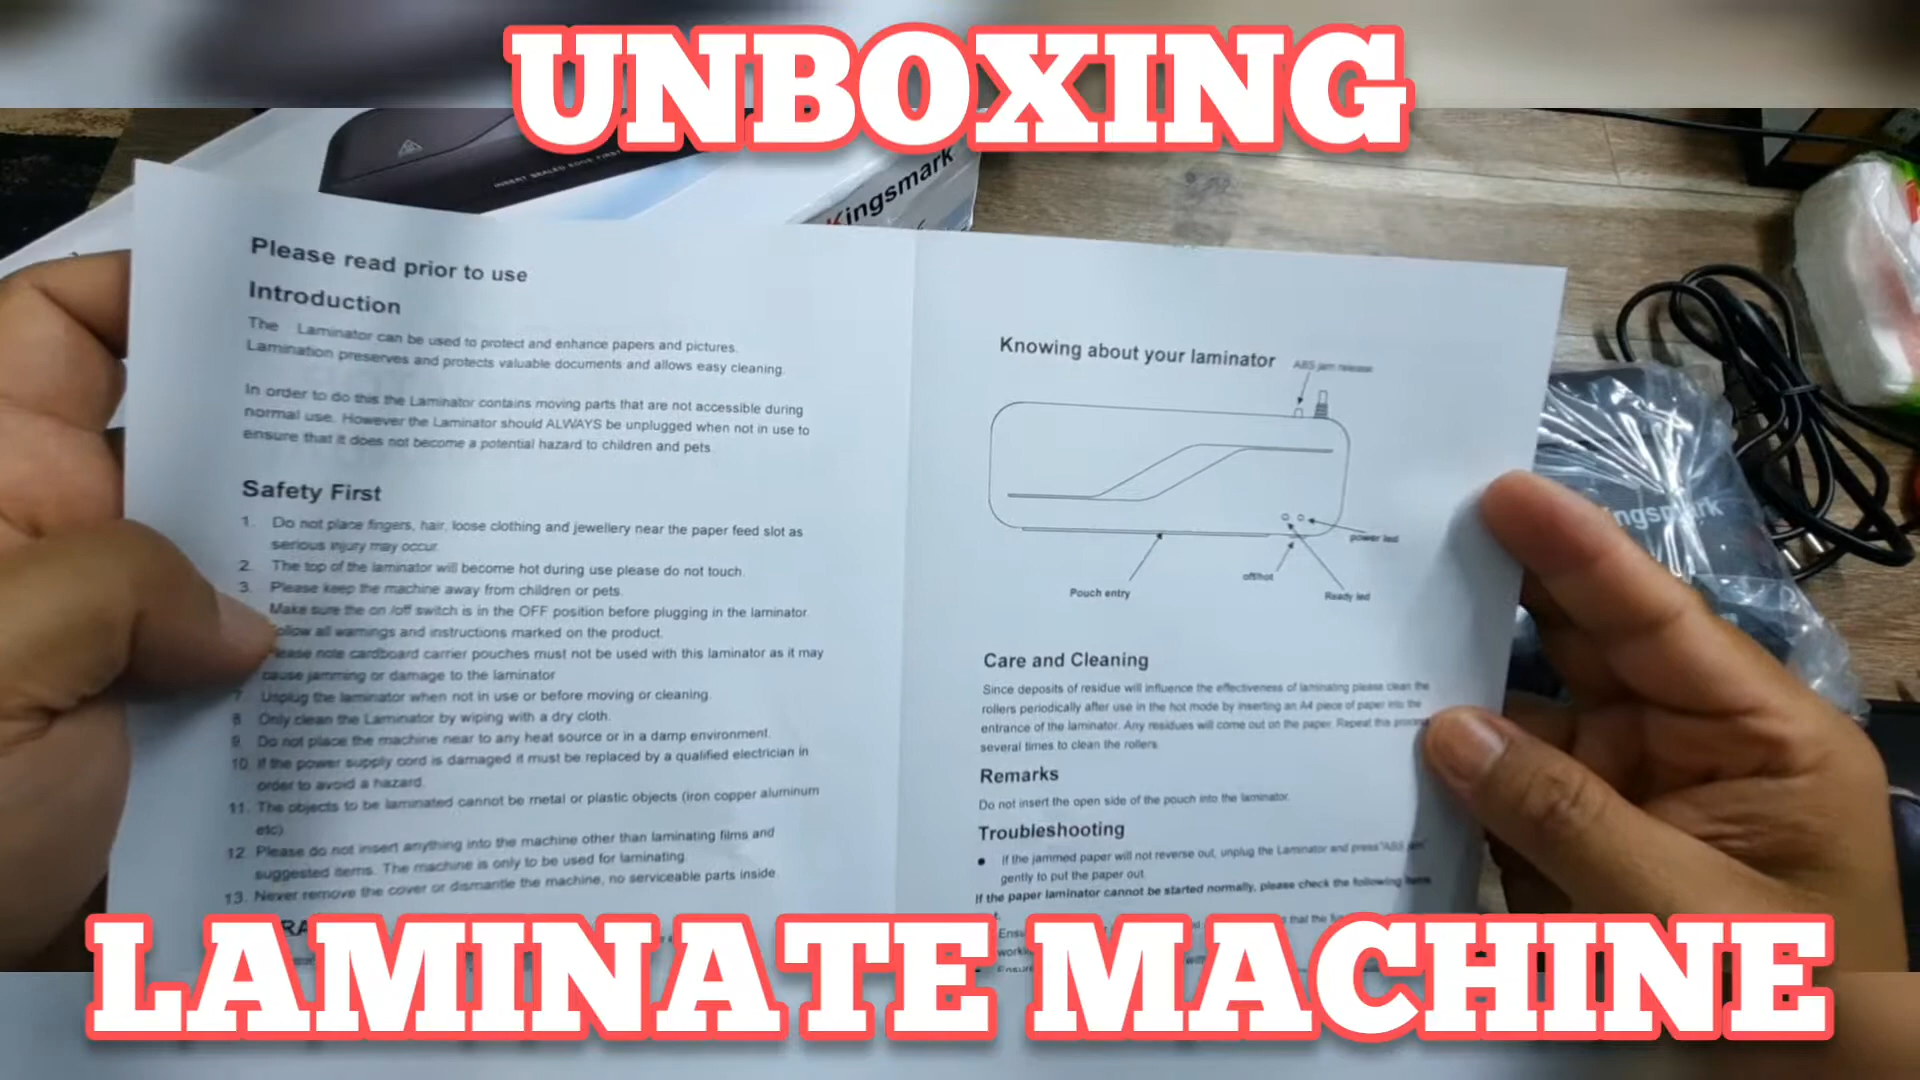 UNBOXING
INSERT SEALED EDGE FIRST
Kingsmark
Please read prior to use
Introduction
The Laminator can be used to protect and enhance papers and pictures.
Lamination preserves and protects valuable documents and allows easy cleaning.
In order to do this the Laminator contains moving parts that are not accessible during
normal use. However the Laminator should ALWAYS be unplugged when not in use to
ensure that it does not become a potential hazard to children and pets
Safety First
1. Do not place fingers, hair, loose clothing and jewellery near the paper feed slot as
serious injury may occur
2. The top of the laminator will become hot during use please do not touch.
3. Please keep the machine away from children or pets.
Make sure the on /off switch is in the OFF position before plugging in the laminator.
ollow all warnings and instructions marked on the product.
lease note cardboard carrier pouches must not be used with this laminator as it may
cause jamming or damage to the laminator
7. Unplug the laminator when not in use or before moving or cleaning.
8 Only clean the Laminator by wiping with a dry cloth.
9. Do not place the machine near to any heat source or in a damp environment.
10. If the power supply cord is damaged it must be replaced by a qualified electrician in
order to avoid a hazard.
11. The objects to be laminated cannot be metal or plastic objects (iron copper aluminum
etc)
12. Please do not insert anything into the machine other than laminating films and
suggested items. The machine is only to be used for laminating.
13. Never remove the cover or dismantle the machine, no serviceable parts inside.
RA
Knowing about your laminator
ABS jam release
power led
off/hot
Pouch entry
Ready led
Care and Cleaning
Since deposits of residue will influence the effectiveness of laminating please clean the
rollers periodically after use in the hot mode by inserting an A4 piece of paper into the
entrance of the laminator. Any residues will come out on the paper. Repeat this process
several times to clean the rollers.
Remarks
Do not insert the open side of the pouch into the laminator.
Troubleshooting
● If the jammed paper will not reverse out, unplug the Laminator and press "ABS jam"
gently to put the paper out.
If the paper laminator cannot be started normally, please check the following items
Ensu
that the
worki
Ensure
ngsmark
LAMINATE MACHINE